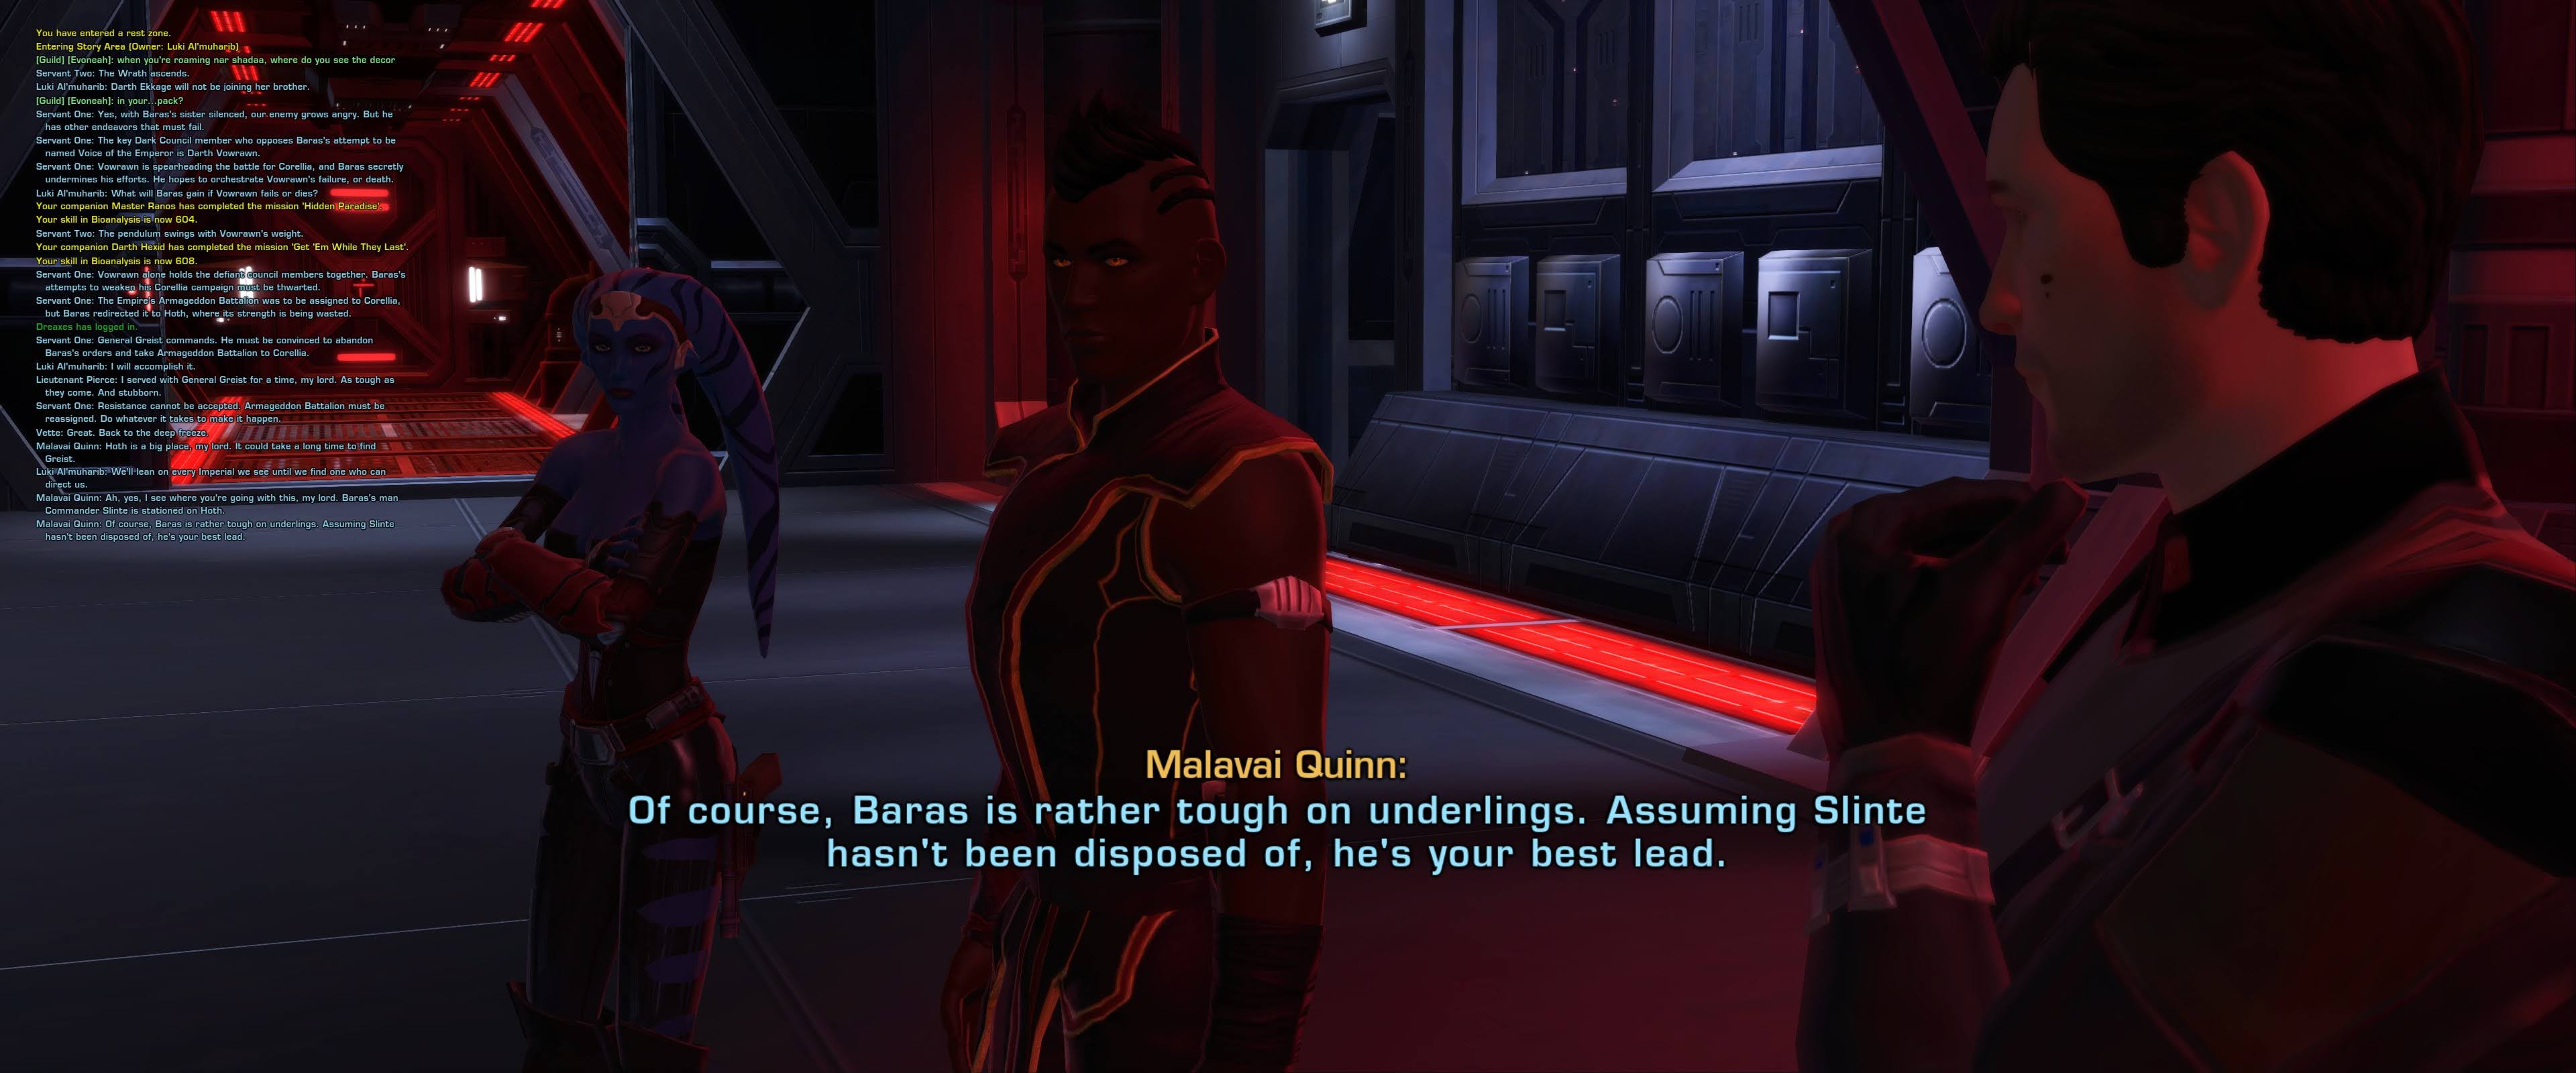 You have entered a rest zone.
Entering Story Area (Owner: Luki Al'muharib)
[Guild] [Evoneah]: when you're roaming nar shadaa, where do you see the decor
Servant Two: The Wrath ascends.
Luki Al'muharib: Darth Ekkage will not be joining her brother.
[Guild] [Evoneah]: in your...pack?
Servant One: Yes, with Baras's sister silenced, our enemy grows angry. But he
has other endeavors that must fail.
Servant One: The key Dark Council member who opposes Baras's attempt to be
named Voice of the Emperor is Darth Vowrawn.
Servant One: Vowrawn is spearheading the battle for Corellia, and Baras secretly
undermines his efforts. He hopes to orchestrate Vowrawn's failure, or death.
Luki Al'muharib: What will Baras gain if Vowrawn fails or dies?
Your companion Master Ranos has completed the mission 'Hidden Paradise'.
Your skill in Bioanalysis is now 604.
Servant Two: The pendulum swings with Vowrawn's weight.
Your companion Darth Hexid has completed the mission 'Get 'Em While They Last'.
Your skill in Bioanalysis is now 608.
Servant One: Vowrawn alone holds the defiant council members together. Baras's
attempts to weaken his Corellia campaign must be thwarted.
Servant One: The Empire's Armageddon Battalion was to be assigned to Corellia,
but Baras redirected it to Hoth, where its strength is being wasted.
Dreaxes has logged in.
Servant One: General Greist commands. He must be convinced to abandon
Baras's orders and take Armageddon Battalion to Corellia.
Luki Al'muharib: I will accomplish it.
Lieutenant Pierce: I served with General Greist for a time, my lord. As tough as
they come. And stubborn.
Servant One: Resistance cannot be accepted. Armageddon Battalion must be
reassigned. Do whatever it takes to make it happen.
Vette: Great. Back to the deep freeze.
Malavai Quinn: Hoth is a big place, my lord. It could take a long time to find
Greist.
Luki Al'muharib: We'll lean on every Imperial we see until we find one who can
direct us.
Malavai Quinn: Ah, yes, I see where you're going with this, my lord. Baras's man
Commander Slinte is stationed on Hoth.
Malavai Quinn: Of course, Baras is rather tough on underlings. Assuming Slinte
hasn't been disposed of, he's your best lead.
Malavai Quinn:
Of course, Baras is rather tough on underlings. Assuming Slinte
hasn't been disposed of, he's your best lead.